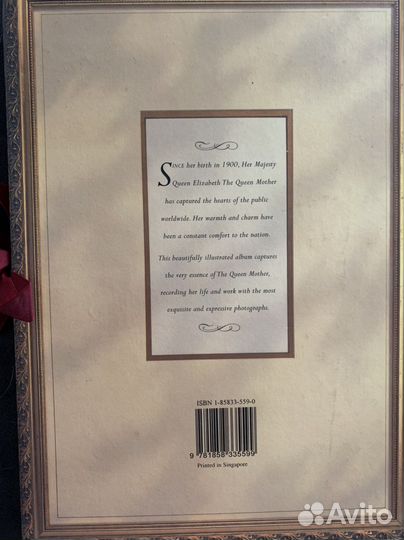 SINCE her birth in 1900, Her Majesty
Queen Elizabeth The Queen Mother
has captured the hearts of the public
worldwide. Her warmth and charm have
been a constant comfort to the nation.
This beautifully illustrated album captures
the very essence of The Queen Mother,
recording her life and work with the most
exquisite and expressive photographs.
ISBN 1-85833-559-0
9 781858 335599
Printed in Singapore
Avito